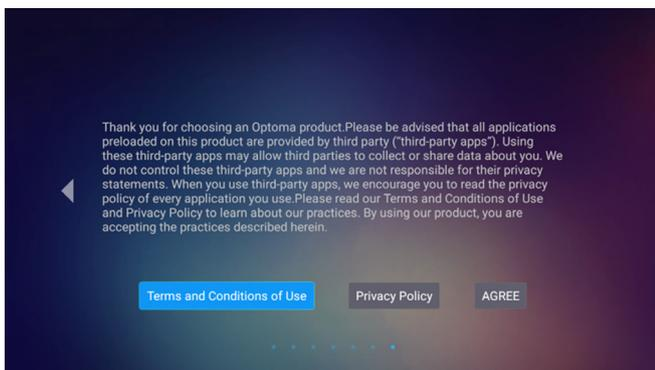 Thank you for choosing an Optoma product.Please be advised that all applications
preloaded on this product are provided by third party (“third-party apps”). Using
these third-party apps may allow third parties to collect or share data about you. We
do not control these third-party apps and we are not responsible for their privacy
statements. When you use third-party apps, we encourage you to read the privacy
policy of every application you use.Please read our Terms and Conditions of Use
and Privacy Policy to learn about our practices. By using our product, you are
accepting the practices described herein.
Terms and Conditions of Use Privacy Policy AGREE